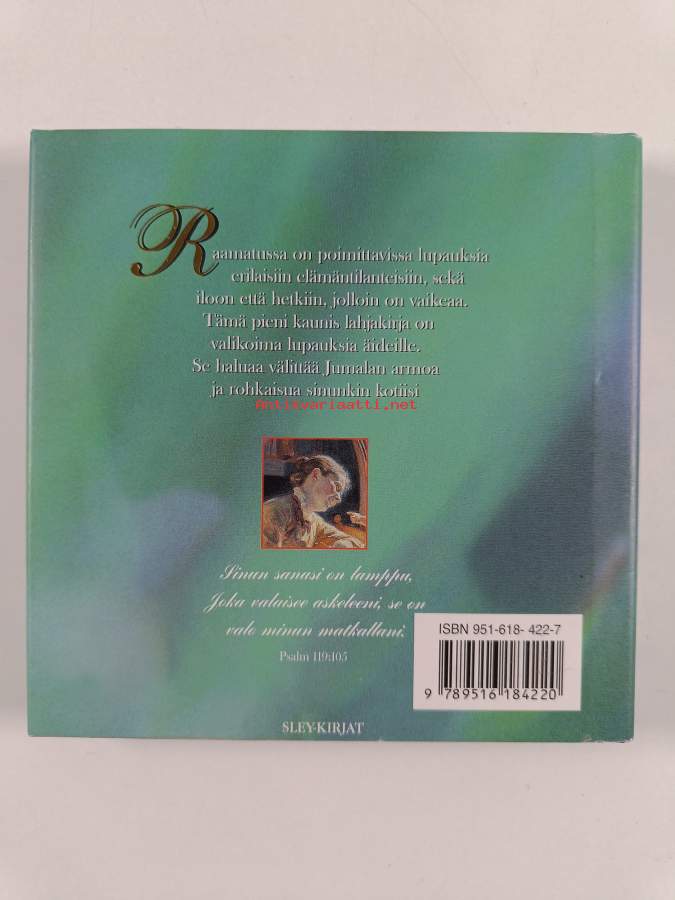 Raamatussa on poimittavissa lupauksia
erilaisiin elämäntilanteisiin, sekä
iloon että hetkiin, jolloin on vaikeaa.
Tämä pieni kaunis lahjakirja on
valikoima lupauksia äideille.
Se haluaa välittää Jumalan armoa
ja rohkaisua sinunkin kotiisi
Antikvariaatti.net
Sinun sanasi on lamppu,
Joka valaisee askeleeni, se on
valo minun matkallani.
Psalm 119:105
ISBN 951-618- 422-7
9 789516 184220
SLEY-KIRJAT